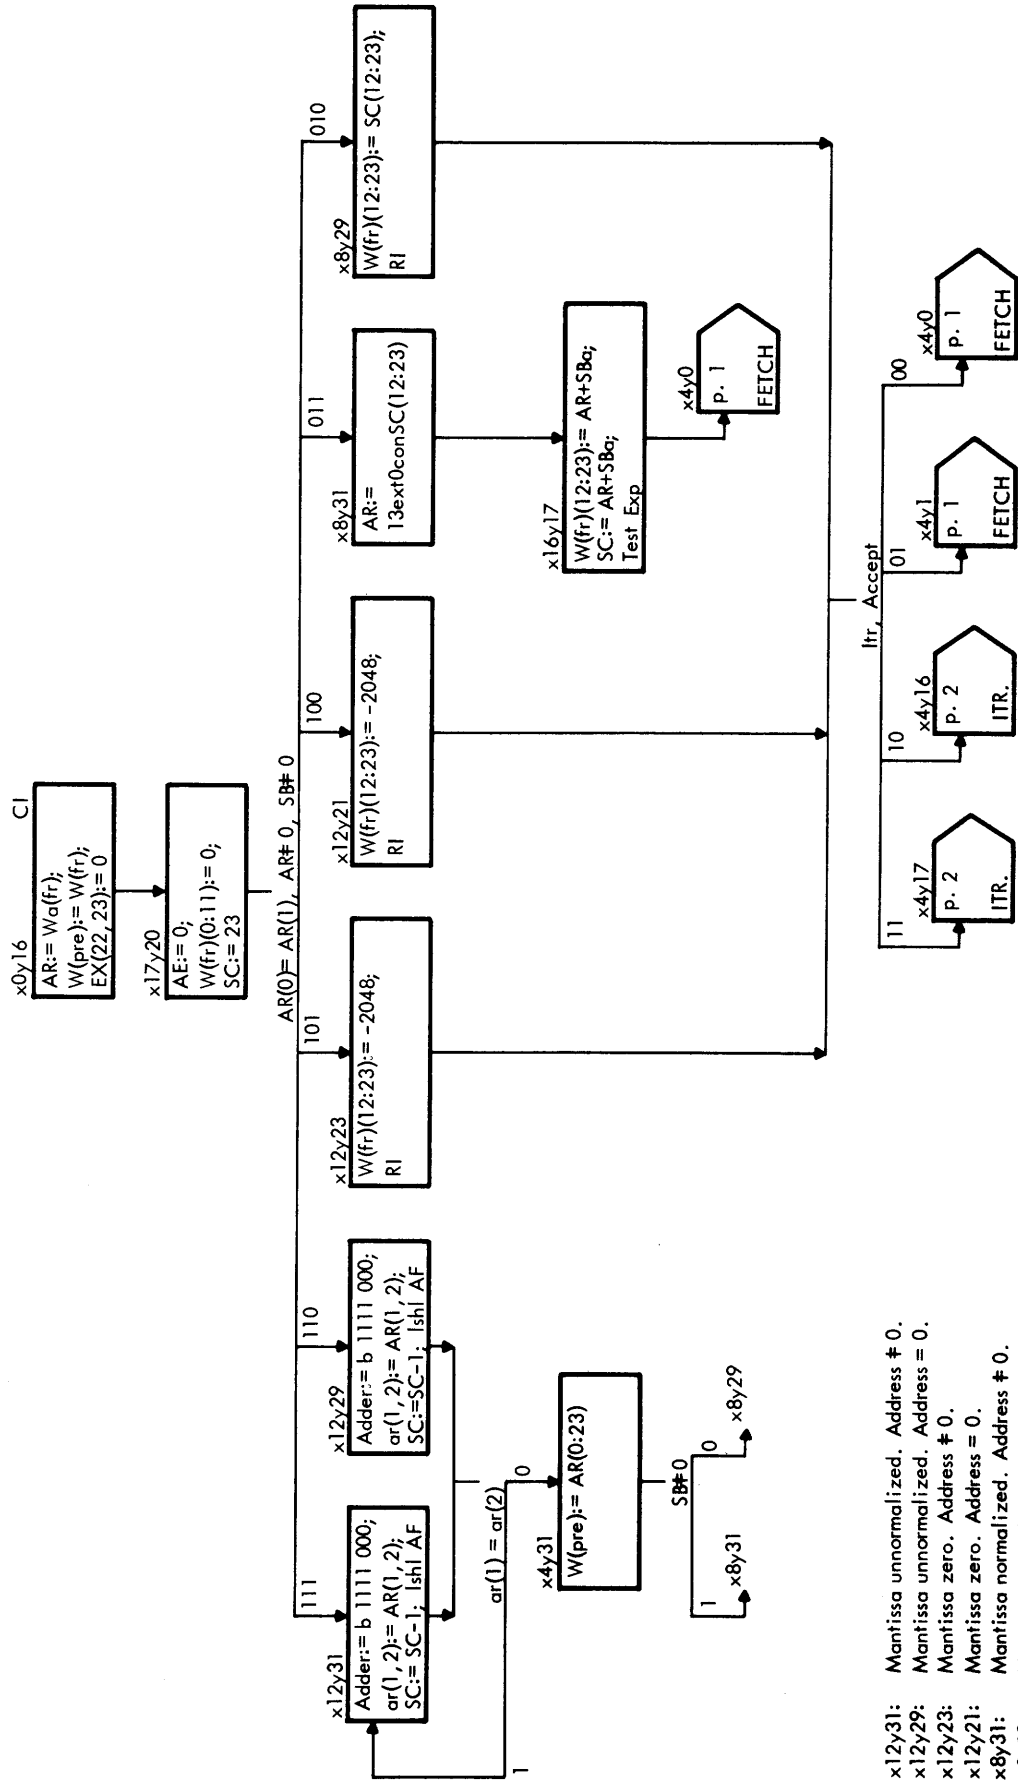 x0y16 CI
AR:= Wa(fr);
W(pre):= W(fr);
EX(22, 23):= 0
x17y20
AE:= 0;
W(fr)(0:11):= 0;
SC:= 23
AR(0)= AR(1), AR≠ 0, SB≠ 0
111
x12y31
Adder:= b 1111 000;
ar(1, 2):= AR(1, 2);
SC:= SC-1; lshl AF
110
x12y29
Adder:= b 1111 000;
ar(1, 2):= AR(1, 2);
SC:=SC-1; lshl AF
101
x12y23
W(fr)(12:23):= -2048;
RI
100
x12y21
W(fr)(12:23):= -2048;
RI
011
x8y31
AR:=
13ext0conSC(12:23)
010
x8y29
W(fr)(12:23):= SC(12:23);
RI
ar(1) = ar(2)
1
0
x4y31
W(pre):= AR(0:23)
SB≠0
1
0
x8y31
x8y29
x16y17
W(fr)(12:23):= AR+SBa;
SC:= AR+SBa;
Test Exp
x4y0
p. 1
FETCH
Itr, Accept
11
x4y17
p. 2
ITR.
10
x4y16
p. 2
ITR.
01
x4y1
p. 1
FETCH
00
x4y0
p. 1
FETCH
x12y31: Mantissa unnormalized. Address ≠ 0.
x12y29: Mantissa unnormalized. Address = 0.
x12y23: Mantissa zero. Address ≠ 0.
x12y21: Mantissa zero. Address = 0.
x8y31: Mantissa normalized. Address ≠ 0.